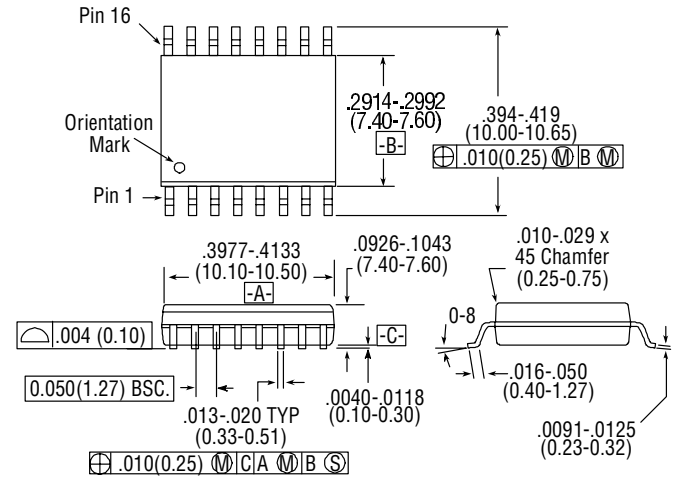 Pin 16
.2914-.2992
(7.40-7.60)
-B-
.394-.419
(10.00-10.65)
.010(0.25) Ⓜ B Ⓜ
Orientation
Mark
Pin 1
.3977-.4133
(10.10-10.50)
-A-
.0926-.1043
(7.40-7.60)
.010-.029 x
45 Chamfer
(0.25-0.75)
.004 (0.10)
-C-
0-8
0.050(1.27) BSC.
.013-.020 TYP
(0.33-0.51)
.0040-.0118
(0.10-0.30)
.016-.050
(0.40-1.27)
.0091-.0125
(0.23-0.32)
.010(0.25) Ⓜ C A Ⓜ B Ⓢ